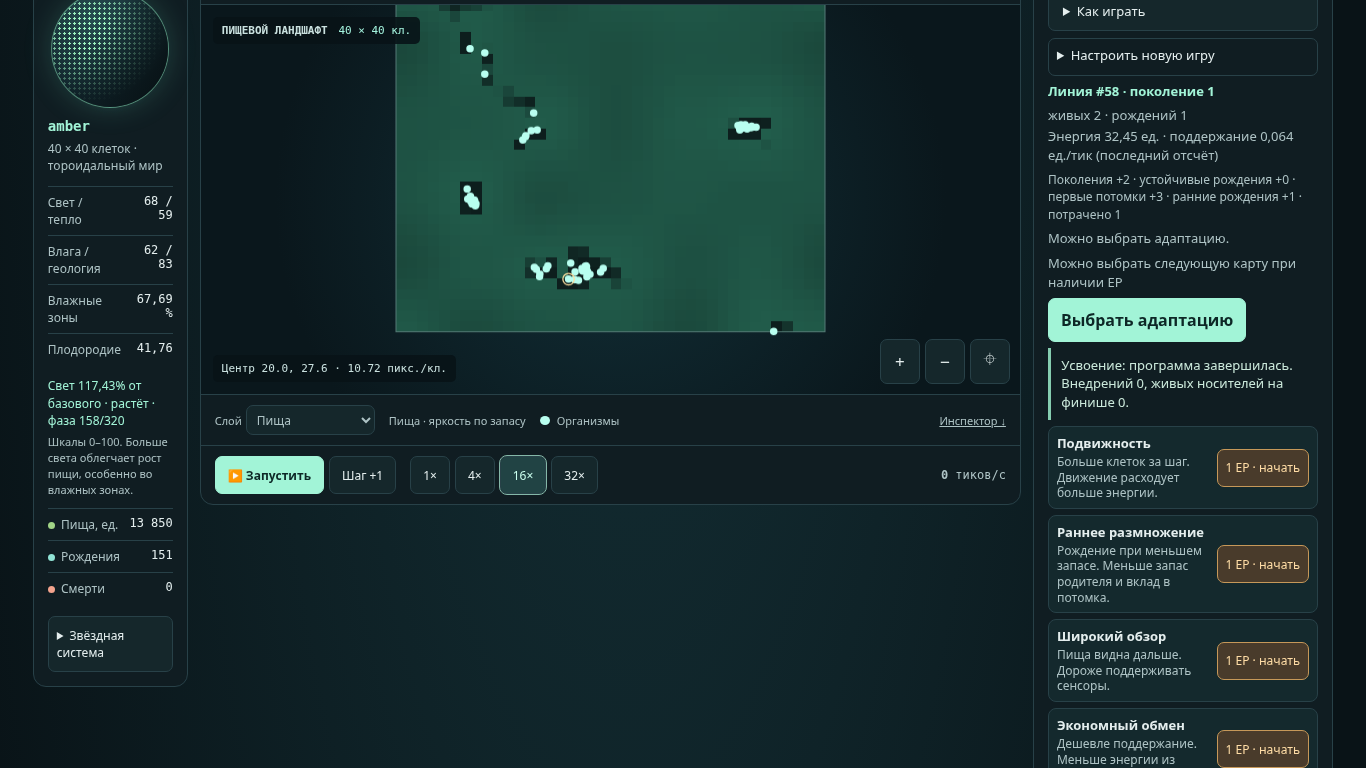 amber
40 × 40 клеток ·
тороидальный мир
Свет /
тепло
68 /
59
Влага /
геология
62 /
83
Влажные
зоны
67,69
%
Плодородие
41,76
Свет 117,43% от
базового · растёт ·
фаза 158/320
Шкалы 0–100. Больше
света облегчает рост
пищи, особенно во
влажных зонах.
Пища, ед.
13 850
Рождения
151
Смерти
0
▶ Звёздная
система
ПИЩЕВОЙ ЛАНДШАФТ 40 × 40 кл.
Центр 20.0, 27.6 · 10.72 пикс./кл.
+
−
Слой
Пища
Пища · яркость по запасу
Организмы
Инспектор ↓
▶️ Запустить
Шаг +1
1×
4×
16×
32×
0 тиков/с
▶ Как играть
▶ Настроить новую игру
Линия #58 · поколение 1
живых 2 · рождений 1
Энергия 32,45 ед. · поддержание 0,064
ед./тик (последний отсчёт)
Поколения +2 · устойчивые рождения +0 ·
первые потомки +3 · ранние рождения +1 ·
потрачено 1
Можно выбрать адаптацию.
Можно выбрать следующую карту при
наличии EP
Выбрать адаптацию
Усвоение: программа завершилась.
Внедрений 0, живых носителей на
финише 0.
Подвижность
Больше клеток за шаг.
Движение расходует
больше энергии.
1 EP · начать
Раннее размножение
Рождение при меньшем
запасе. Меньше запас
родителя и вклад в
потомка.
1 EP · начать
Широкий обзор
Пища видна дальше.
Дороже поддерживать
сенсоры.
1 EP · начать
Экономный обмен
Дешевле поддержание.
Меньше энергии из
1 EP · начать